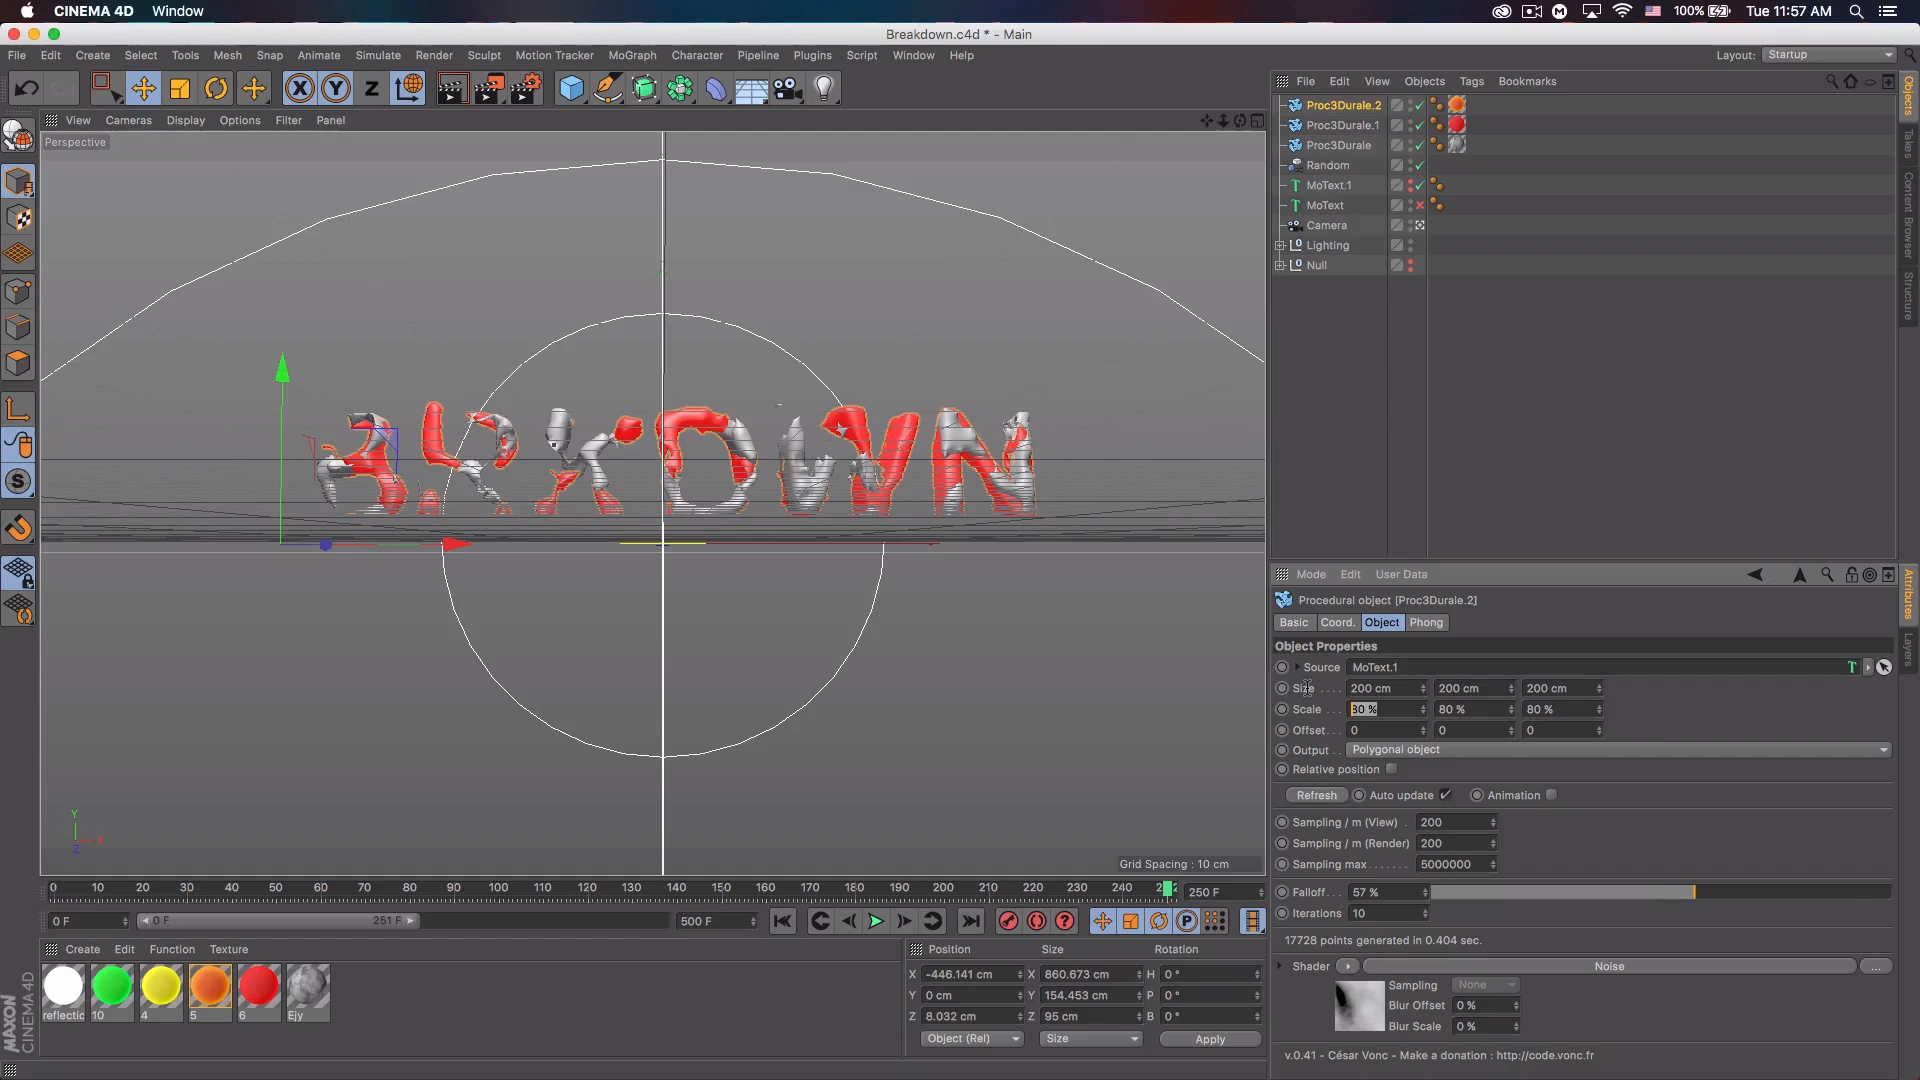 CINEMA 4D Window
100% Tue 11:57 AM
Breakdown.c4d * - Main
File Edit Create Select Tools Mesh Snap Animate Simulate Render Sculpt Motion Tracker MoGraph Character Pipeline Plugins Script Window Help
Layout: Startup
X Y Z
View Cameras Display Options Filter Panel
Perspective
Grid Spacing : 10 cm
Y
X
Z
File Edit View Objects Tags Bookmarks
Proc3Durale.2
Proc3Durale.1
Proc3Durale
Random
MoText.1
MoText
Camera
Lighting
Null
Objects
Takes
Content Browser
Structure
Mode Edit User Data
Procedural object [Proc3Durale.2]
Basic Coord. Object Phong
Object Properties
Source MoText.1
Size 200 cm 200 cm 200 cm
Scale 80 % 80 % 80 %
Offset 0 0 0
Output Polygonal object
Relative position
Refresh Auto update Animation
Sampling / m (View) 200
Sampling / m (Render) 200
Sampling max 5000000
Falloff 57 %
Iterations 10
17728 points generated in 0.404 sec.
Shader Noise ...
Sampling None
Blur Offset 0 %
Blur Scale 0 %
v.0.41 - César Vonc - Make a donation : http://code.vonc.fr
Attributes
Layers
0 10 20 30 40 50 60 70 80 90 100 110 120 130 140 150 160 170 180 190 200 210 220 230 240 250 F
0 F 0 F 251 F 500 F
Create Edit Function Texture
reflectic 10 4 5 6 Ejy
Position Size Rotation
X -446.141 cm X 860.673 cm H 0 °
Y 0 cm Y 154.453 cm P 0 °
Z 8.032 cm Z 95 cm B 0 °
Object (Rel) Size Apply
MAXON
CINEMA 4D